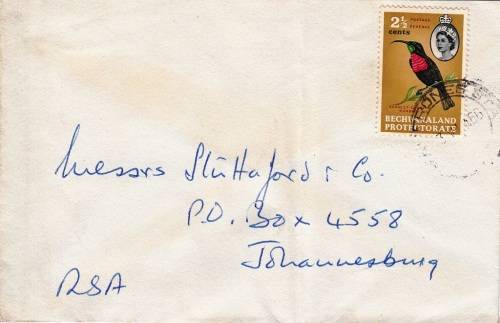 2½ cents
POSTAGE
REVENUE
BECHUANALAND
PROTECTORATE
Messrs Stuttaford & Co.
P.O. Box 4558
Johannesburg
RSA